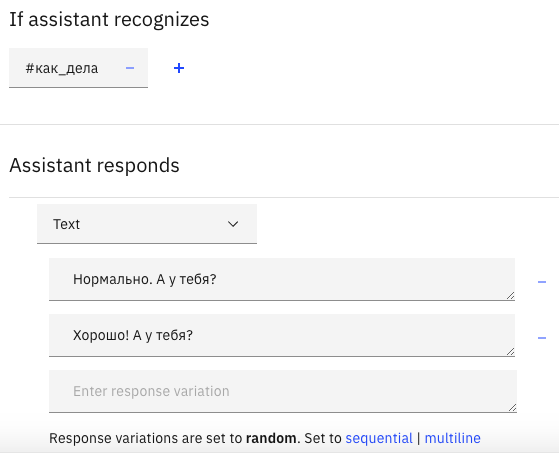 If assistant recognizes
#как_дела
Assistant responds
Text
Нормально. А у тебя?
Хорошо! А у тебя?
Enter response variation
Response variations are set to random. Set to sequential | multiline